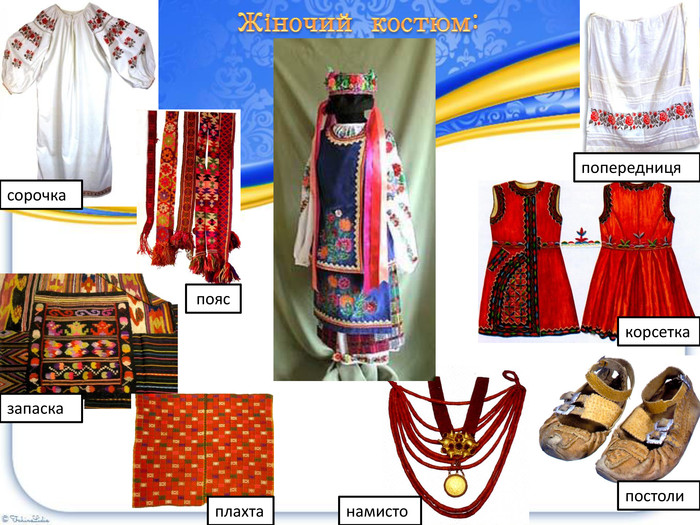 Жіночий костюм:
сорочка
попередниця
пояс
корсетка
запаска
плахта
намисто
постоли